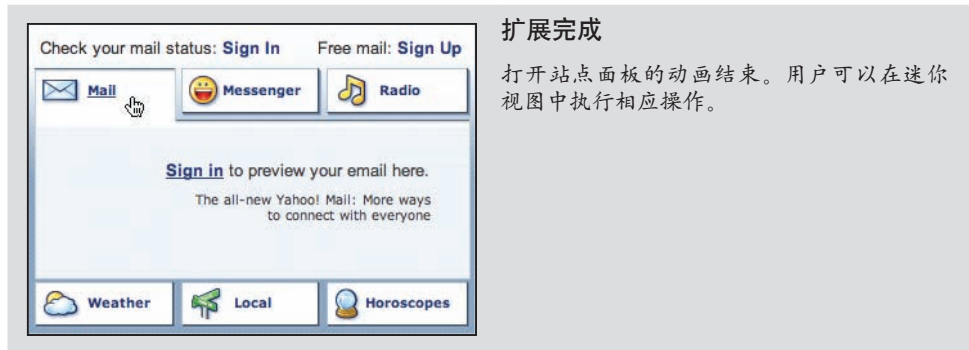 Check your mail status: Sign In Free mail: Sign Up
Mail Messenger Radio
Sign in to preview your email here.
The all-new Yahoo! Mail: More ways
to connect with everyone
Weather Local Horoscopes
扩展完成
打开站点面板的动画结束。用户可以在迷你
视图中执行相应操作。